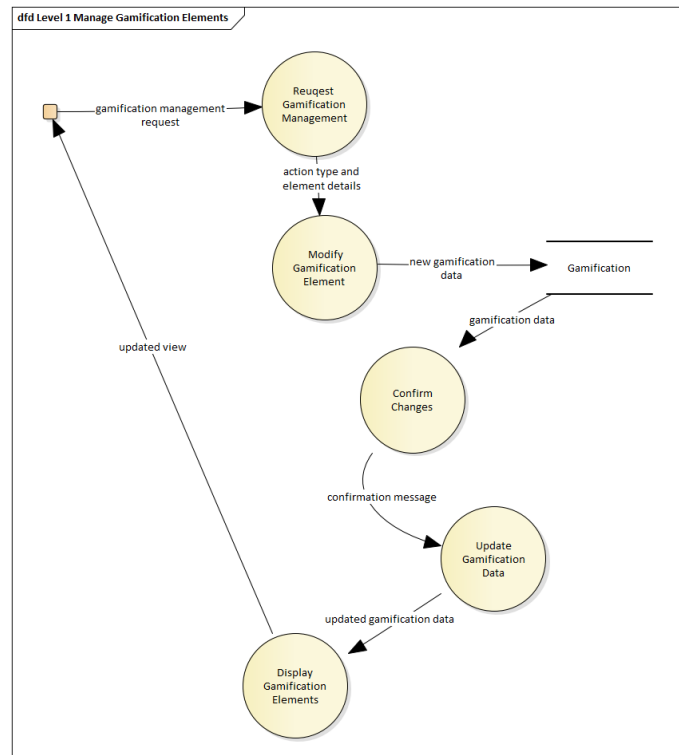 dfd Level 1 Manage Gamification Elements
Reuqest
Gamification
Management
gamification management
request
action type and
element details
Modify
Gamification
Element
new gamification
data
Gamification
gamification data
updated view
Confirm
Changes
confirmation message
Update
Gamification
Data
updated gamification data
Display
Gamification
Elements